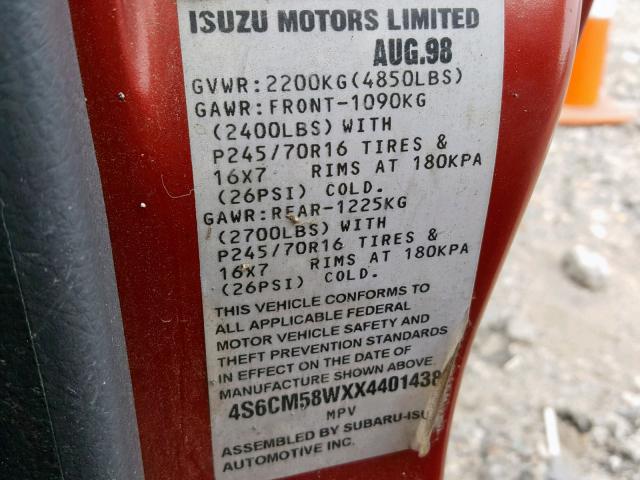 ISUZU MOTORS LIMITED
AUG.98
GVWR:2200KG(4850LBS)
GAWR:FRONT-1090KG
(2400LBS) WITH
P245/70R16 TIRES &
16X7 RIMS AT 180KPA
(26PSI) COLD.
GAWR:REAR-1225KG
(2700LBS) WITH
P245/70R16 TIRES &
16X7 RIMS AT 180KPA
(26PSI) COLD.
THIS VEHICLE CONFORMS TO
ALL APPLICABLE FEDERAL
MOTOR VEHICLE SAFETY AND
THEFT PREVENTION STANDARDS
IN EFFECT ON THE DATE OF
MANUFACTURE SHOWN ABOVE
4S6CM58WXX4401438
MPV
ASSEMBLED BY SUBARU-ISU
AUTOMOTIVE INC.